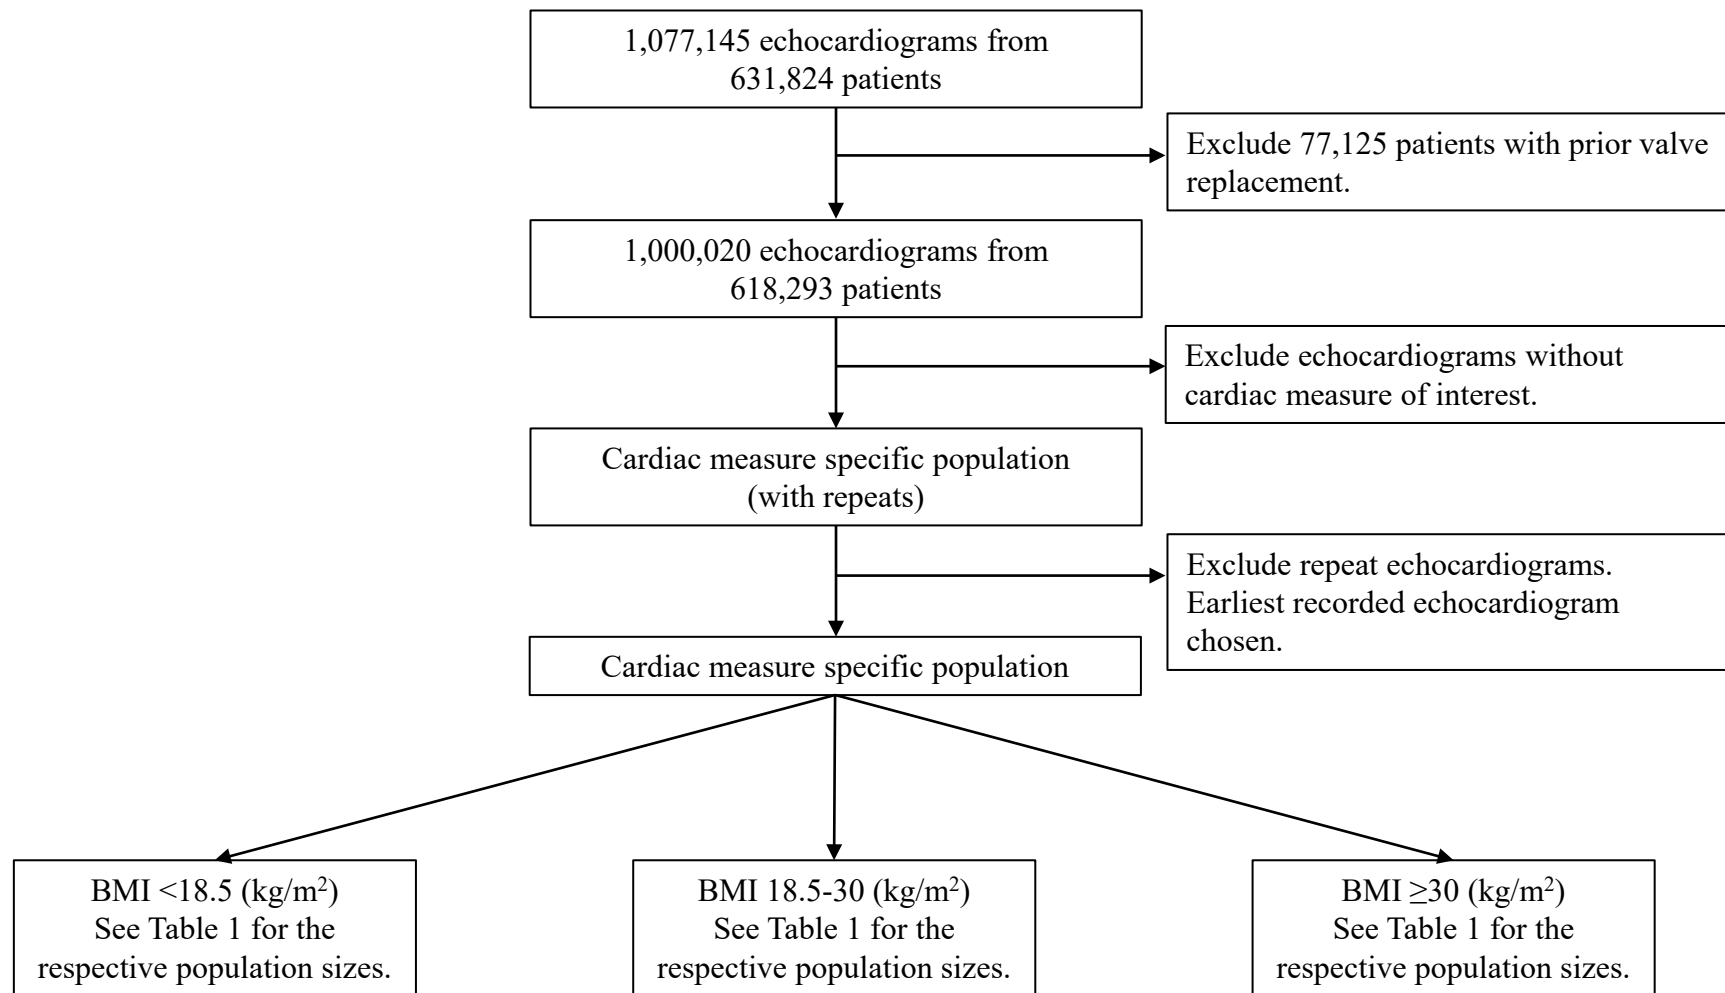 1,077,145 echocardiograms from
631,824 patients
Exclude 77,125 patients with prior valve
replacement.
1,000,020 echocardiograms from
618,293 patients
Exclude echocardiograms without
cardiac measure of interest.
Cardiac measure specific population
(with repeats)
Exclude repeat echocardiograms.
Earliest recorded echocardiogram
chosen.
Cardiac measure specific population
BMI <18.5 (kg/m²)
See Table 1 for the
respective population sizes.
BMI 18.5-30 (kg/m²)
See Table 1 for the
respective population sizes.
BMI ≥30 (kg/m²)
See Table 1 for the
respective population sizes.